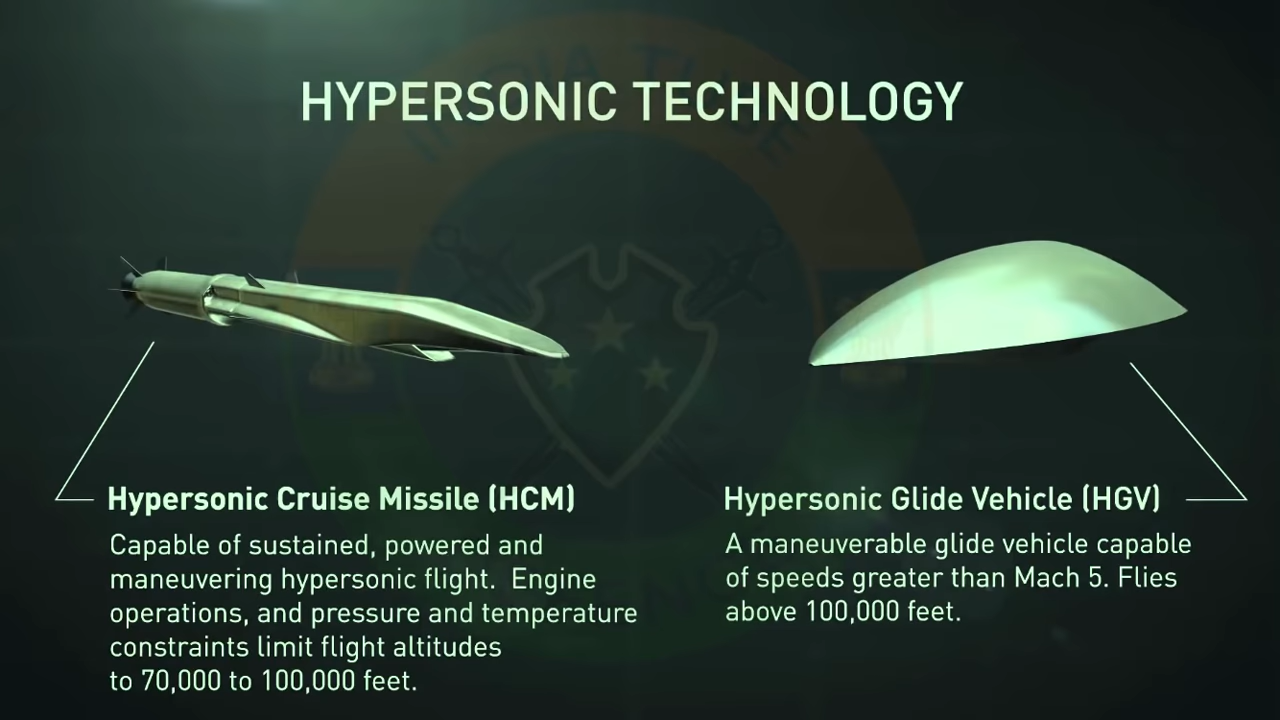 HYPERSONIC TECHNOLOGY
Hypersonic Cruise Missile (HCM)
Capable of sustained, powered and
maneuvering hypersonic flight.  Engine
operations, and pressure and temperature
constraints limit flight altitudes
to 70,000 to 100,000 feet.
Hypersonic Glide Vehicle (HGV)
A maneuverable glide vehicle capable
of speeds greater than Mach 5. Flies
above 100,000 feet.